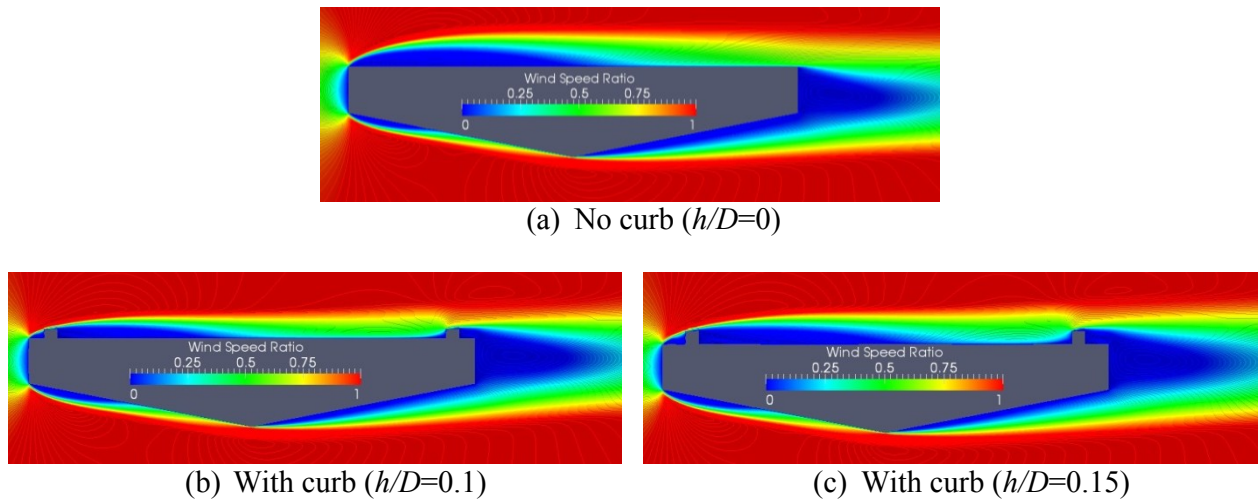 Wind Speed Ratio
0.25 0.5 0.75
0 1
(a) No curb (h/D=0)
Wind Speed Ratio
0.25 0.5 0.75
0 1
(b) With curb (h/D=0.1)
Wind Speed Ratio
0.25 0.5 0.75
0 1
(c) With curb (h/D=0.15)